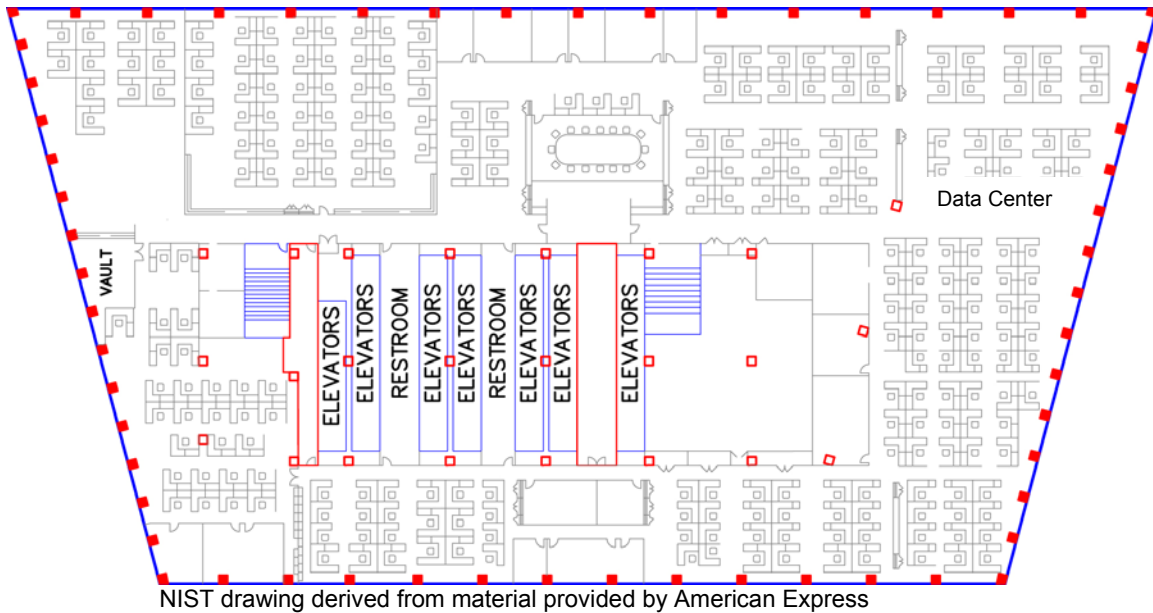 Data Center
VAULT
ELEVATORS
ELEVATORS
RESTROOM
ELEVATORS
ELEVATORS
RESTROOM
ELEVATORS
ELEVATORS
ELEVATORS
NIST drawing derived from material provided by American Express